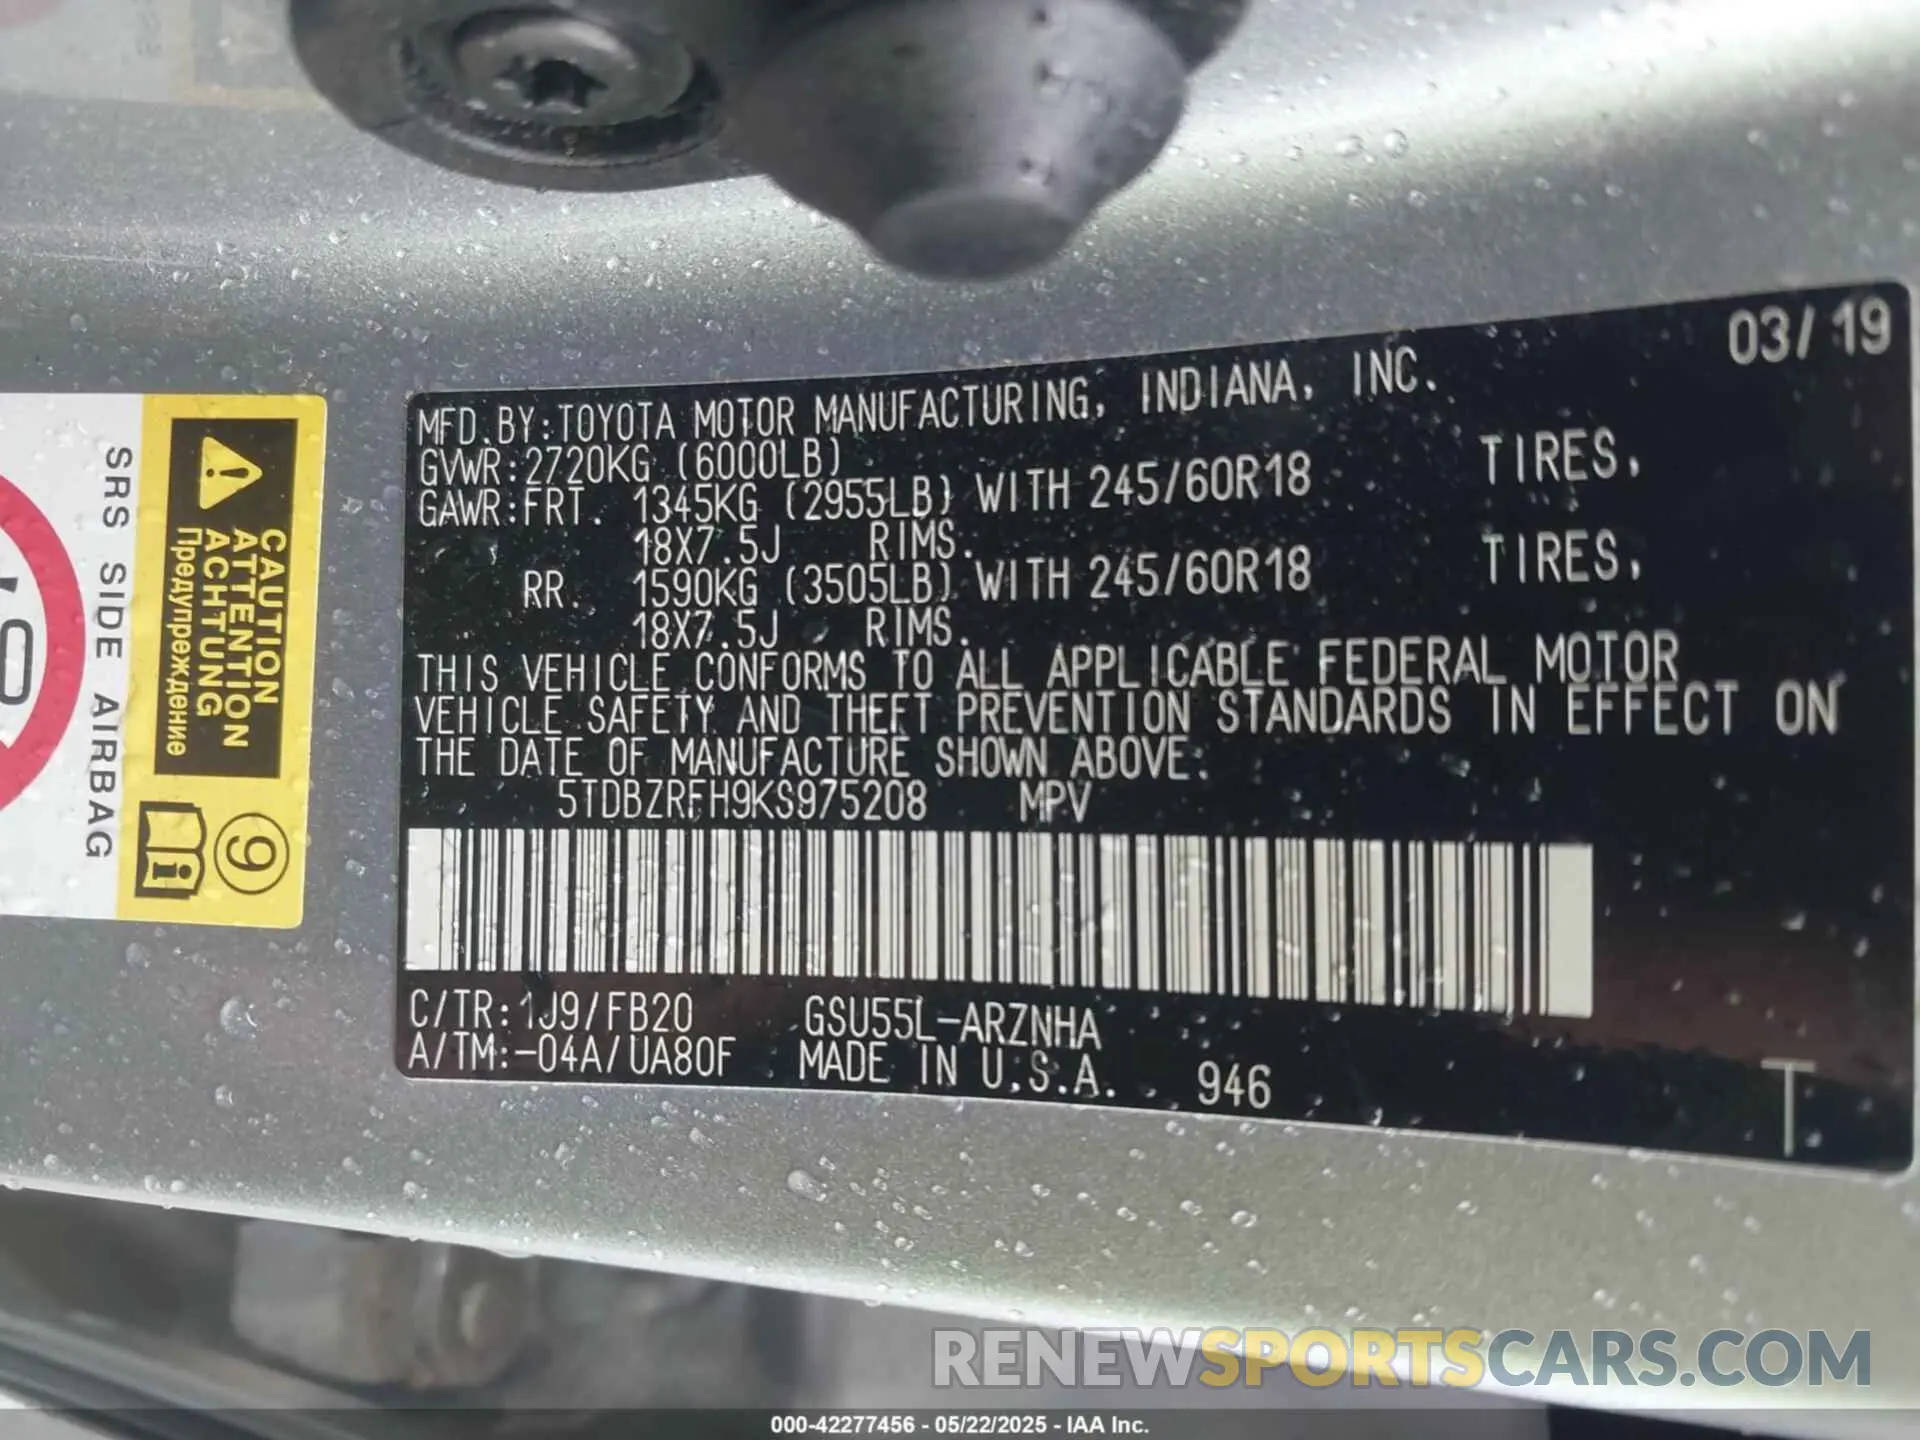 03/19
MFD.BY:TOYOTA MOTOR MANUFACTURING, INDIANA, INC.
GVWR:2720KG (6000LB)
GAWR:FRT. 1345KG (2955LB) WITH 245/60R18 TIRES,
18X7.5J RIMS.
RR. 1590KG (3505LB) WITH 245/60R18 TIRES,
18X7.5J RIMS.
THIS VEHICLE CONFORMS TO ALL APPLICABLE FEDERAL MOTOR
VEHICLE SAFETY AND THEFT PREVENTION STANDARDS IN EFFECT ON
THE DATE OF MANUFACTURE SHOWN ABOVE:
5TDBZRFH9KS975208 MPV
C/TR:1J9/FB20 GSU55L-ARZNHA
A/TM:-04A/UA80F MADE IN U.S.A. 946
T
CAUTION
ATTENTION
ACHTUNG
Предупреждение
9
SRS SIDE AIRBAG
RENEWSPORTSCARS.COM
000-42277456 - 05/22/2025 - IAA Inc.